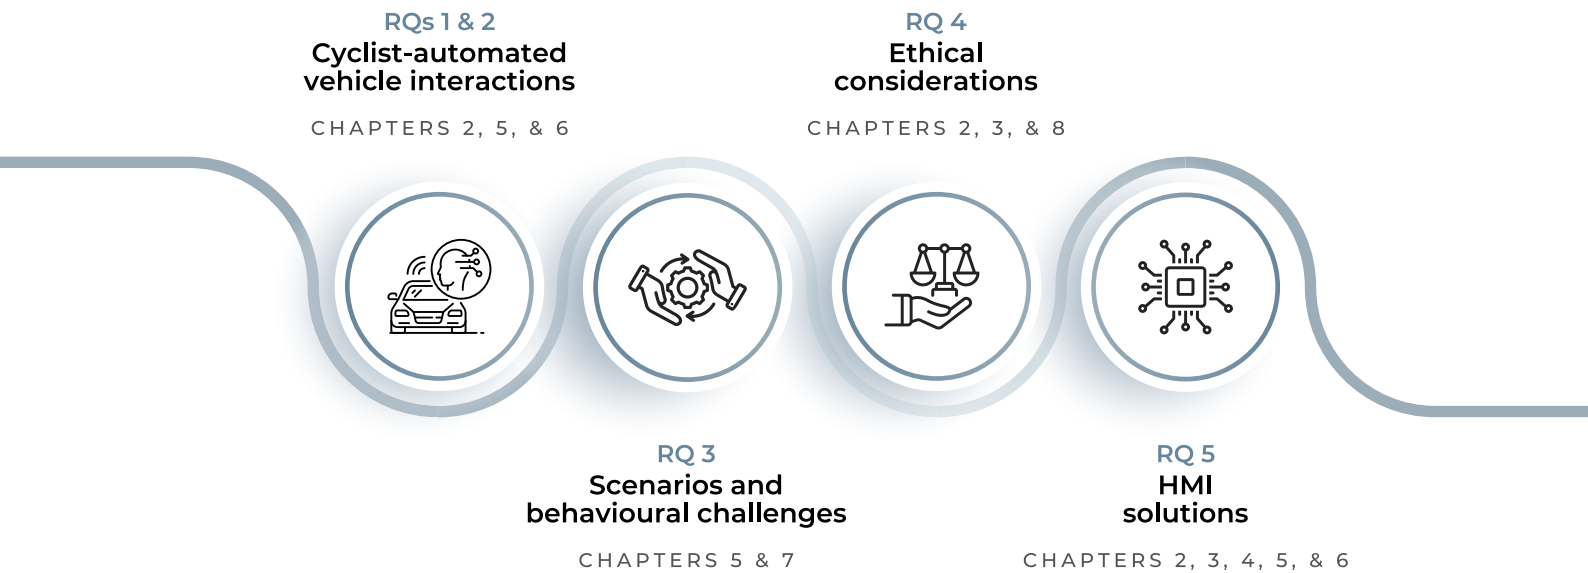 RQs 1 & 2
Cyclist-automated
vehicle interactions
CHAPTERS 2, 5, & 6
RQ 3
Scenarios and
behavioural challenges
CHAPTERS 5 & 7
RQ 4
Ethical
considerations
CHAPTERS 2, 3, & 8
RQ 5
HMI
solutions
CHAPTERS 2, 3, 4, 5, & 6